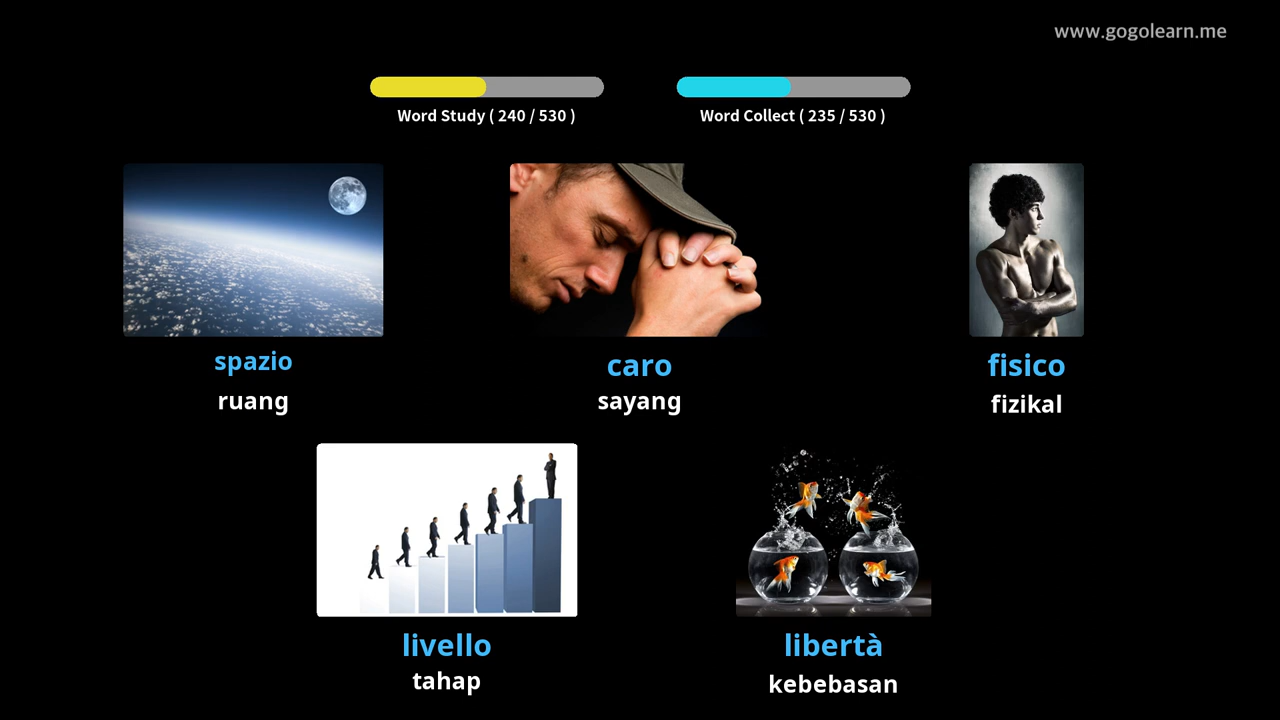 www.gogolearn.me
Word Study ( 240 / 530 )
Word Collect ( 235 / 530 )
spazio
ruang
caro
sayang
fisico
fizikal
livello
tahap
libertà
kebebasan